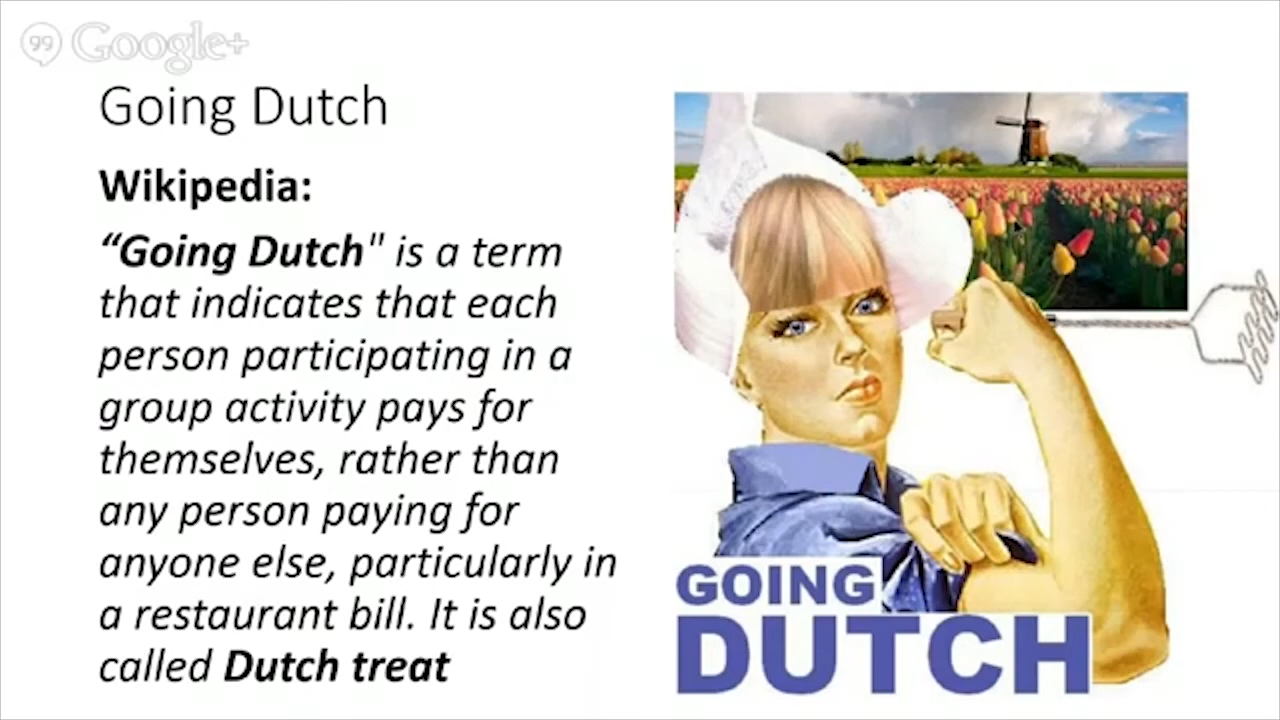 99 Google+
Going Dutch
Wikipedia:
“Going Dutch" is a term
that indicates that each
person participating in a
group activity pays for
themselves, rather than
any person paying for
anyone else, particularly in
a restaurant bill. It is also
called Dutch treat
GOING
DUTCH